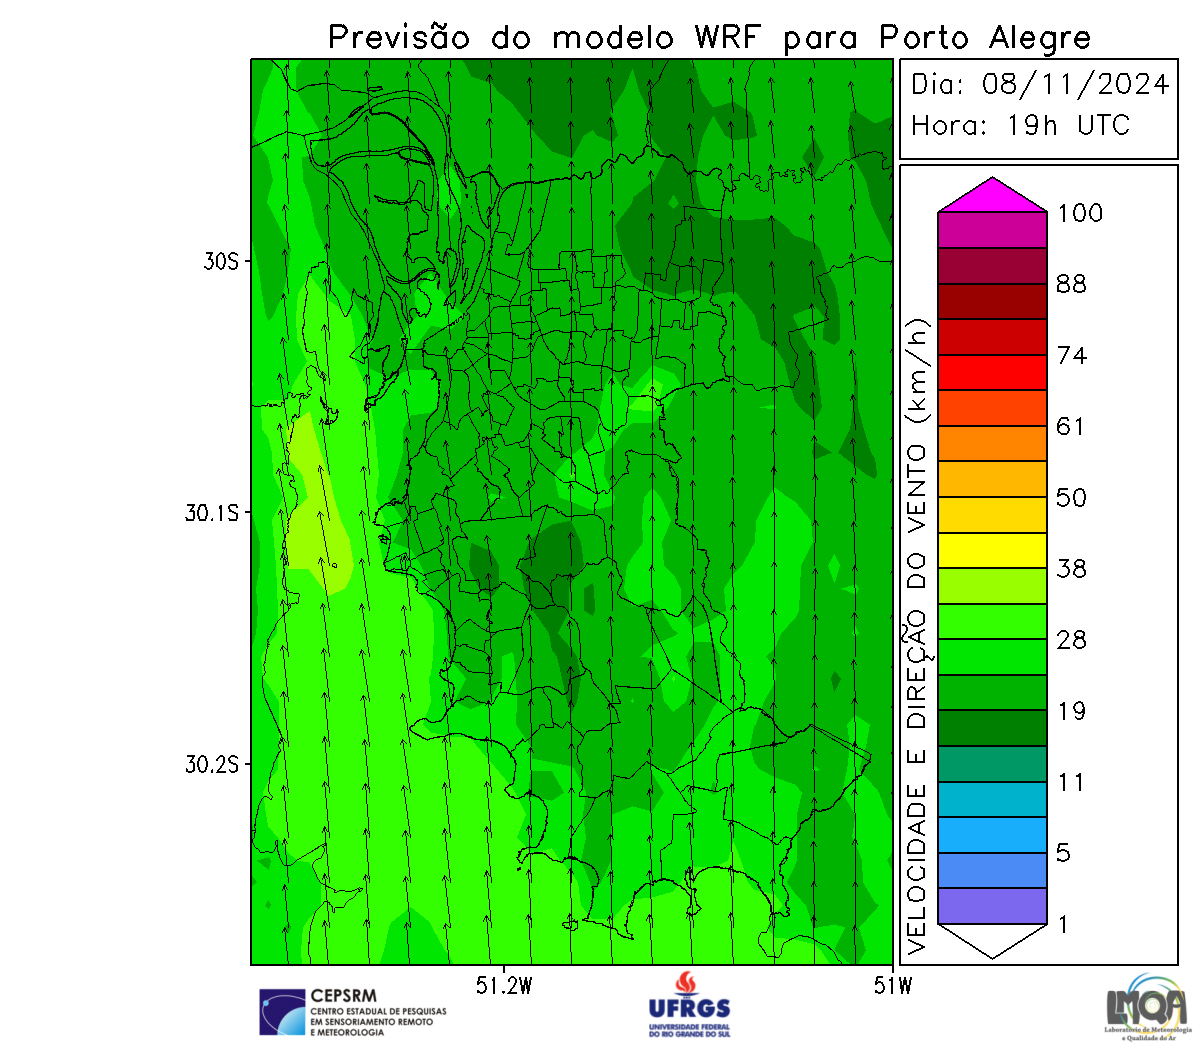 Previsão do modelo WRF para Porto Alegre
Dia: 08/11/2024
Hora: 19h UTC
100
88
74
61
50
38
28
19
11
5
1
VELOCIDADE E DIREÇÃO DO VENTO (km/h)
30S
30.1S
30.2S
51.2W
51W
CEPSRM
CENTRO ESTADUAL DE PESQUISAS
EM SENSORIAMENTO REMOTO
E METEOROLOGIA
UFRGS
UNIVERSIDADE FEDERAL
DO RIO GRANDE DO SUL
LMQA
Laboratório de Meteorologia
e Qualidade do Ar